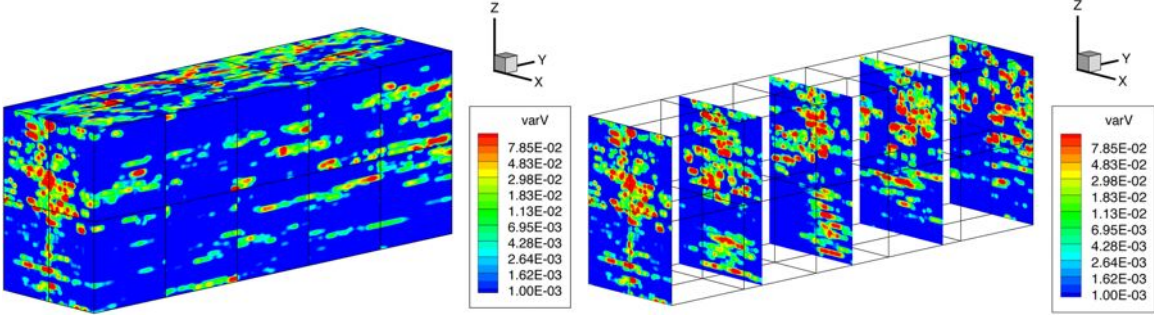 Z
Y
X
varV
7.85E-02
4.83E-02
2.98E-02
1.83E-02
1.13E-02
6.95E-03
4.28E-03
2.64E-03
1.62E-03
1.00E-03
Z
Y
X
varV
7.85E-02
4.83E-02
2.98E-02
1.83E-02
1.13E-02
6.95E-03
4.28E-03
2.64E-03
1.62E-03
1.00E-03